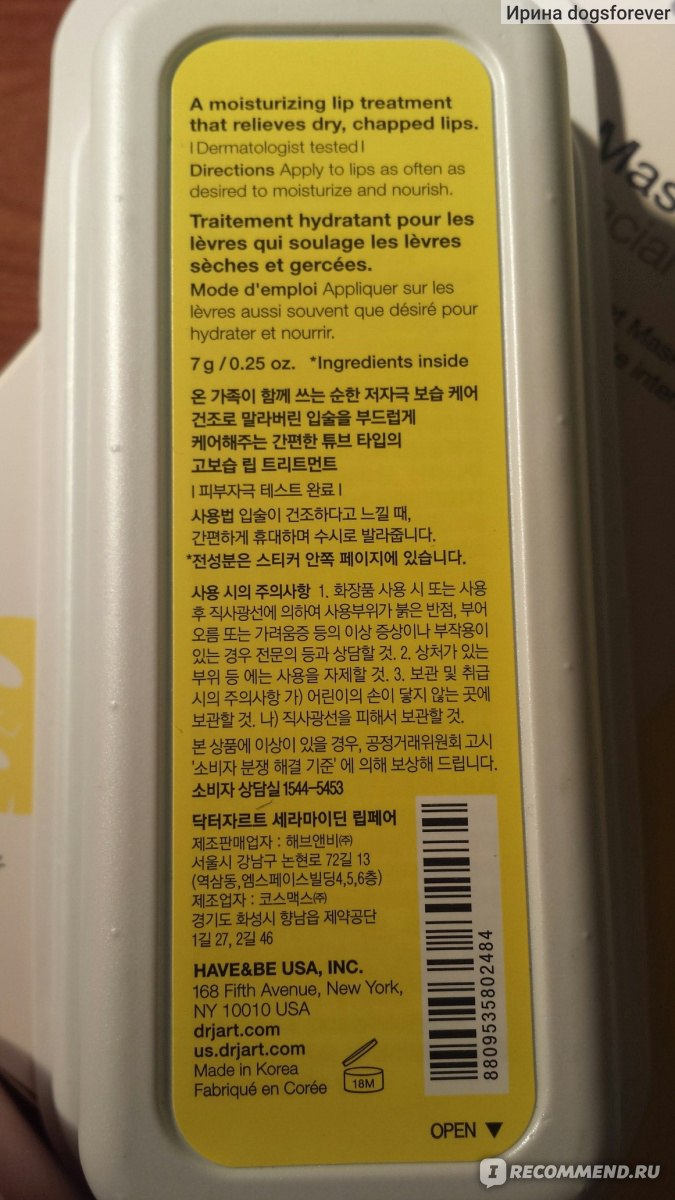 Ирина dogsforever
A moisturizing lip treatment
that relieves dry, chapped lips.
| Dermatologist tested |
Directions Apply to lips as often as
desired to moisturize and nourish.
Traitement hydratant pour les
lèvres qui soulage les lèvres
sèches et gercées.
Mode d'emploi Appliquer sur les
lèvres aussi souvent que désiré pour
hydrater et nourrir.
7 g / 0.25 oz. *Ingredients inside
온 가족이 함께 쓰는 순한 저자극 보습 케어
건조로 말라버린 입술을 부드럽게
케어해주는 간편한 튜브 타입의
고보습 립 트리트먼트
| 피부자극 테스트 완료 |
사용법 입술이 건조하다고 느낄 때,
간편하게 휴대하며 수시로 발라줍니다.
*전성분은 스티커 안쪽 페이지에 있습니다.
사용 시의 주의사항 1. 화장품 사용 시 또는 사용
후 직사광선에 의하여 사용부위가 붉은 반점, 부어
오름 또는 가려움증 등의 이상 증상이나 부작용이
있는 경우 전문의 등과 상담할 것. 2. 상처가 있는
부위 등 에는 사용을 자제할 것. 3. 보관 및 취급
시의 주의사항 가) 어린이의 손이 닿지 않는 곳에
보관할 것. 나) 직사광선을 피해서 보관할 것.
본 상품에 이상이 있을 경우, 공정거래위원회 고시
'소비자 분쟁 해결 기준' 에 의해 보상해 드립니다.
소비자 상담실 1544-5453
닥터자르트 세라마이딘 립페어
제조판매업자 : 해브앤비㈜
서울시 강남구 논현로 72길 13
(역삼동,엠스페이스빌딩4,5,6층)
제조업자 : 코스맥스㈜
경기도 화성시 향남읍 제약공단
1길 27, 2길 46
HAVE&BE USA, INC.
168 Fifth Avenue, New York,
NY 10010 USA
drjart.com
us.drjart.com
Made in Korea
Fabriqué en Corée
18M
8809535802484
OPEN ▼
IRECOMMEND.RU